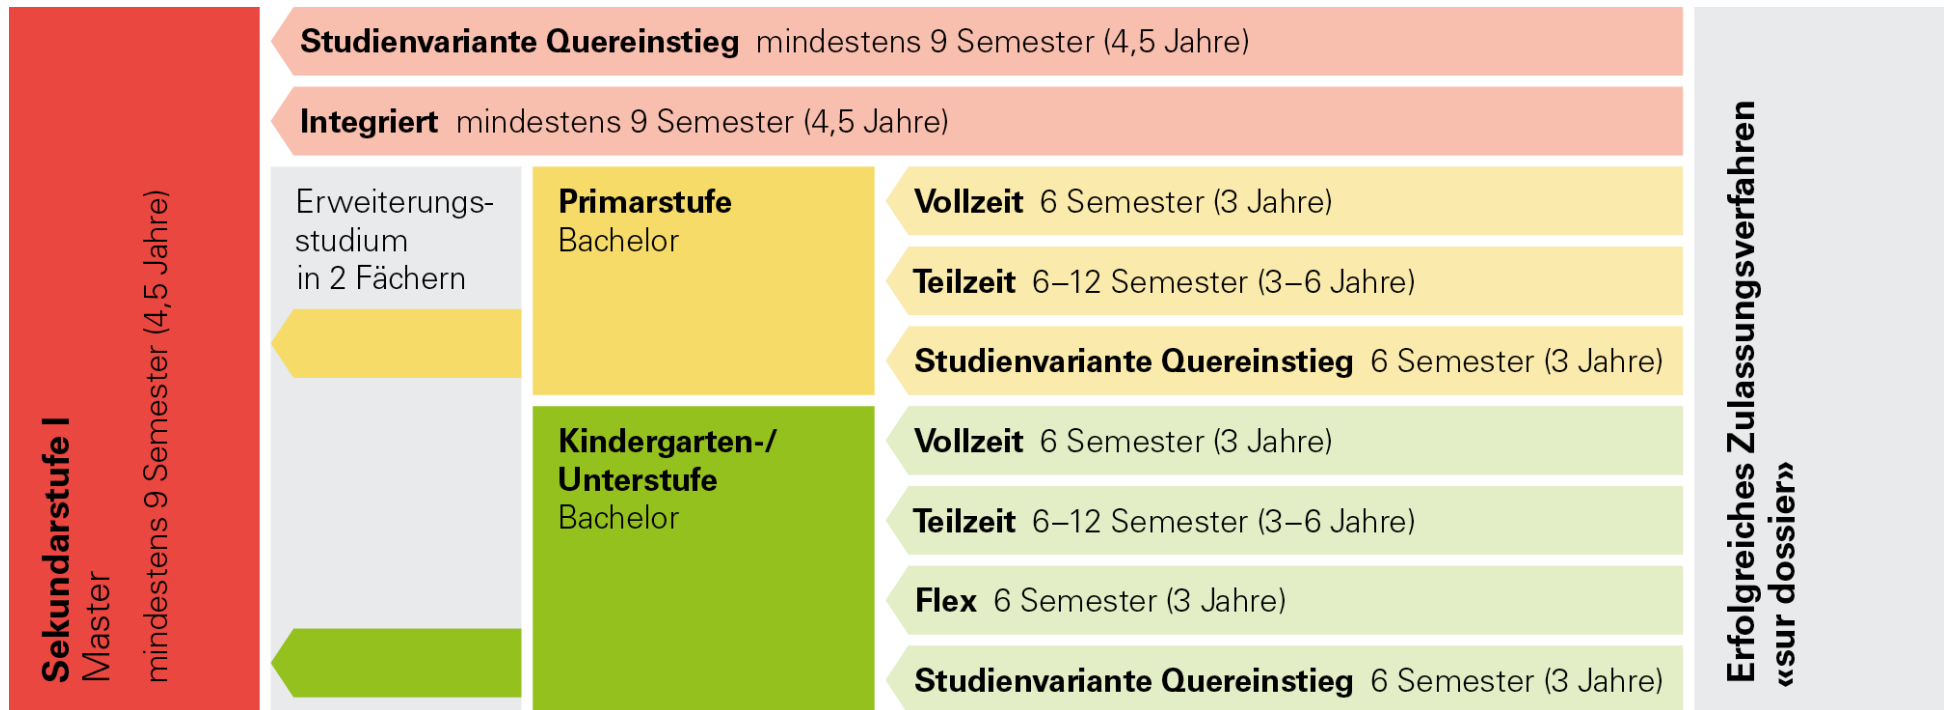 Sekundarstufe I
Master
mindestens 9 Semester (4,5 Jahre)
Studienvariante Quereinstieg mindestens 9 Semester (4,5 Jahre)
Integriert mindestens 9 Semester (4,5 Jahre)
Erweiterungs-
studium
in 2 Fächern
Primarstufe
Bachelor
Vollzeit 6 Semester (3 Jahre)
Teilzeit 6–12 Semester (3–6 Jahre)
Studienvariante Quereinstieg 6 Semester (3 Jahre)
Kindergarten-/
Unterstufe
Bachelor
Vollzeit 6 Semester (3 Jahre)
Teilzeit 6–12 Semester (3–6 Jahre)
Flex 6 Semester (3 Jahre)
Studienvariante Quereinstieg 6 Semester (3 Jahre)
Erfolgreiches Zulassungsverfahren
«sur dossier»